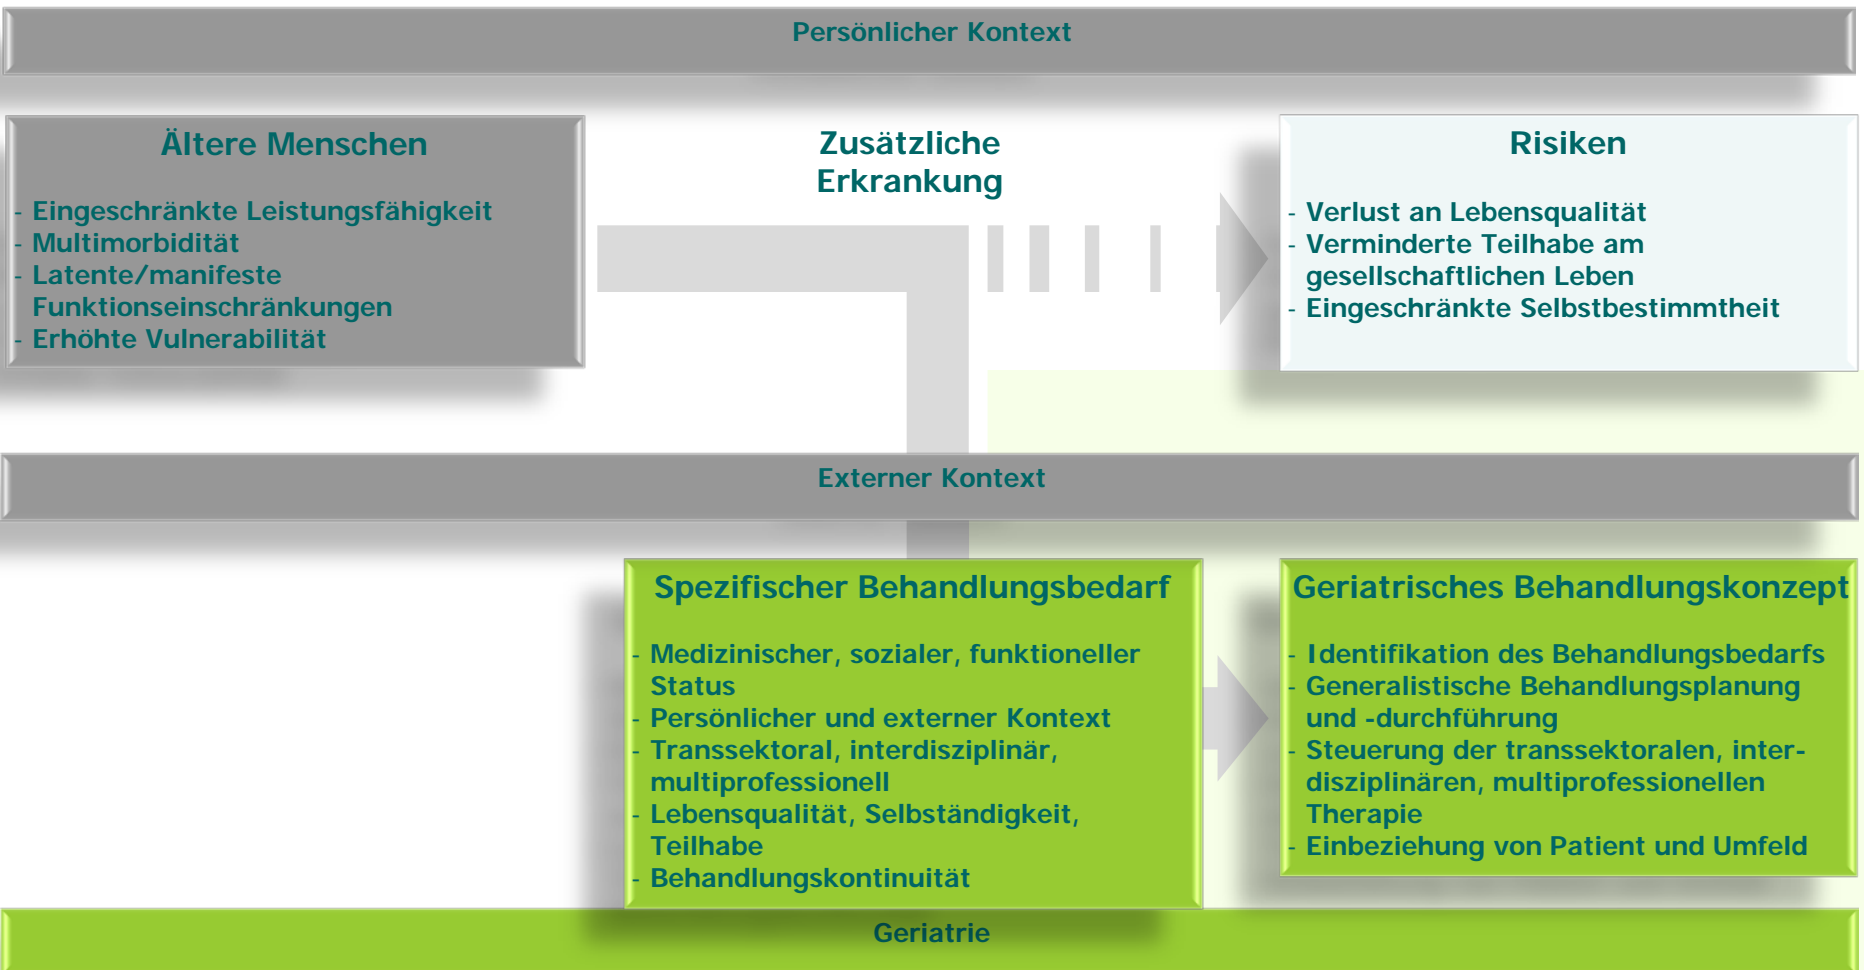 Persönlicher Kontext
Ältere Menschen
- Eingeschränkte Leistungsfähigkeit
- Multimorbidität
- Latente/manifeste
Funktionseinschränkungen
- Erhöhte Vulnerabilität
Zusätzliche
Erkrankung
Risiken
- Verlust an Lebensqualität
- Verminderte Teilhabe am
gesellschaftlichen Leben
- Eingeschränkte Selbstbestimmtheit
Externer Kontext
Spezifischer Behandlungsbedarf
- Medizinischer, sozialer, funktioneller
Status
- Persönlicher und externer Kontext
- Transsektoral, interdisziplinär,
multiprofessionell
- Lebensqualität, Selbständigkeit,
Teilhabe
- Behandlungskontinuität
Geriatrisches Behandlungskonzept
- Identifikation des Behandlungsbedarfs
- Generalistische Behandlungsplanung
und -durchführung
- Steuerung der transsektoralen, inter-
disziplinären, multiprofessionellen
Therapie
- Einbeziehung von Patient und Umfeld
Geriatrie